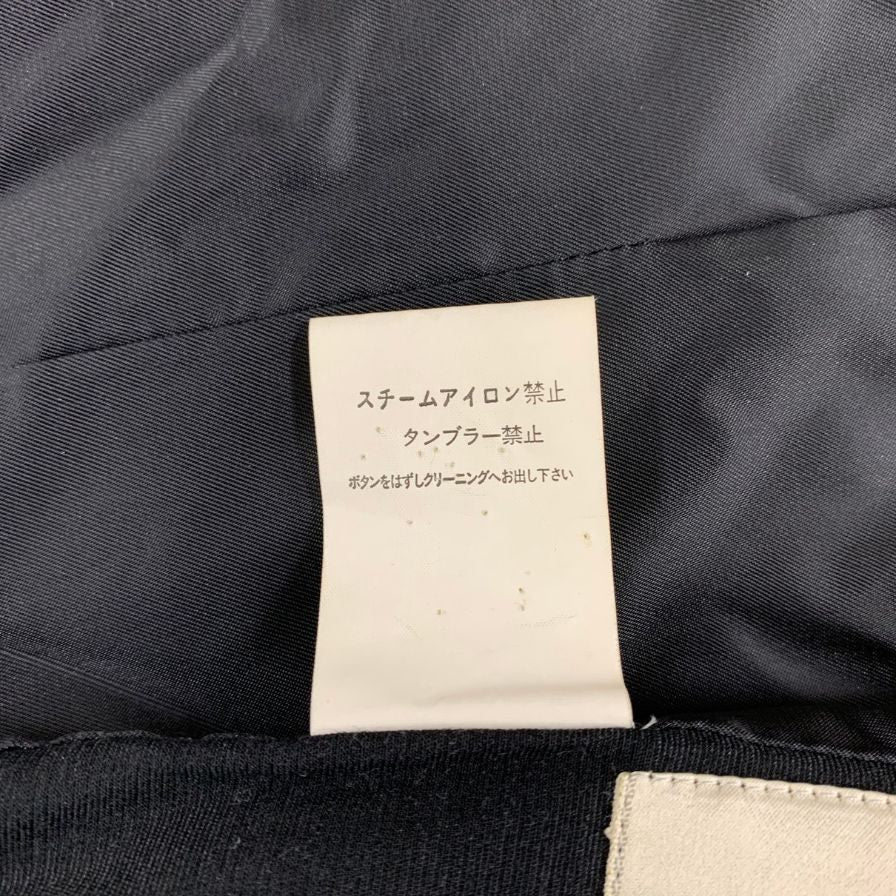 スチームアイロン禁止
タンブラー禁止
ボタンをはずしクリーニングへお出し下さい